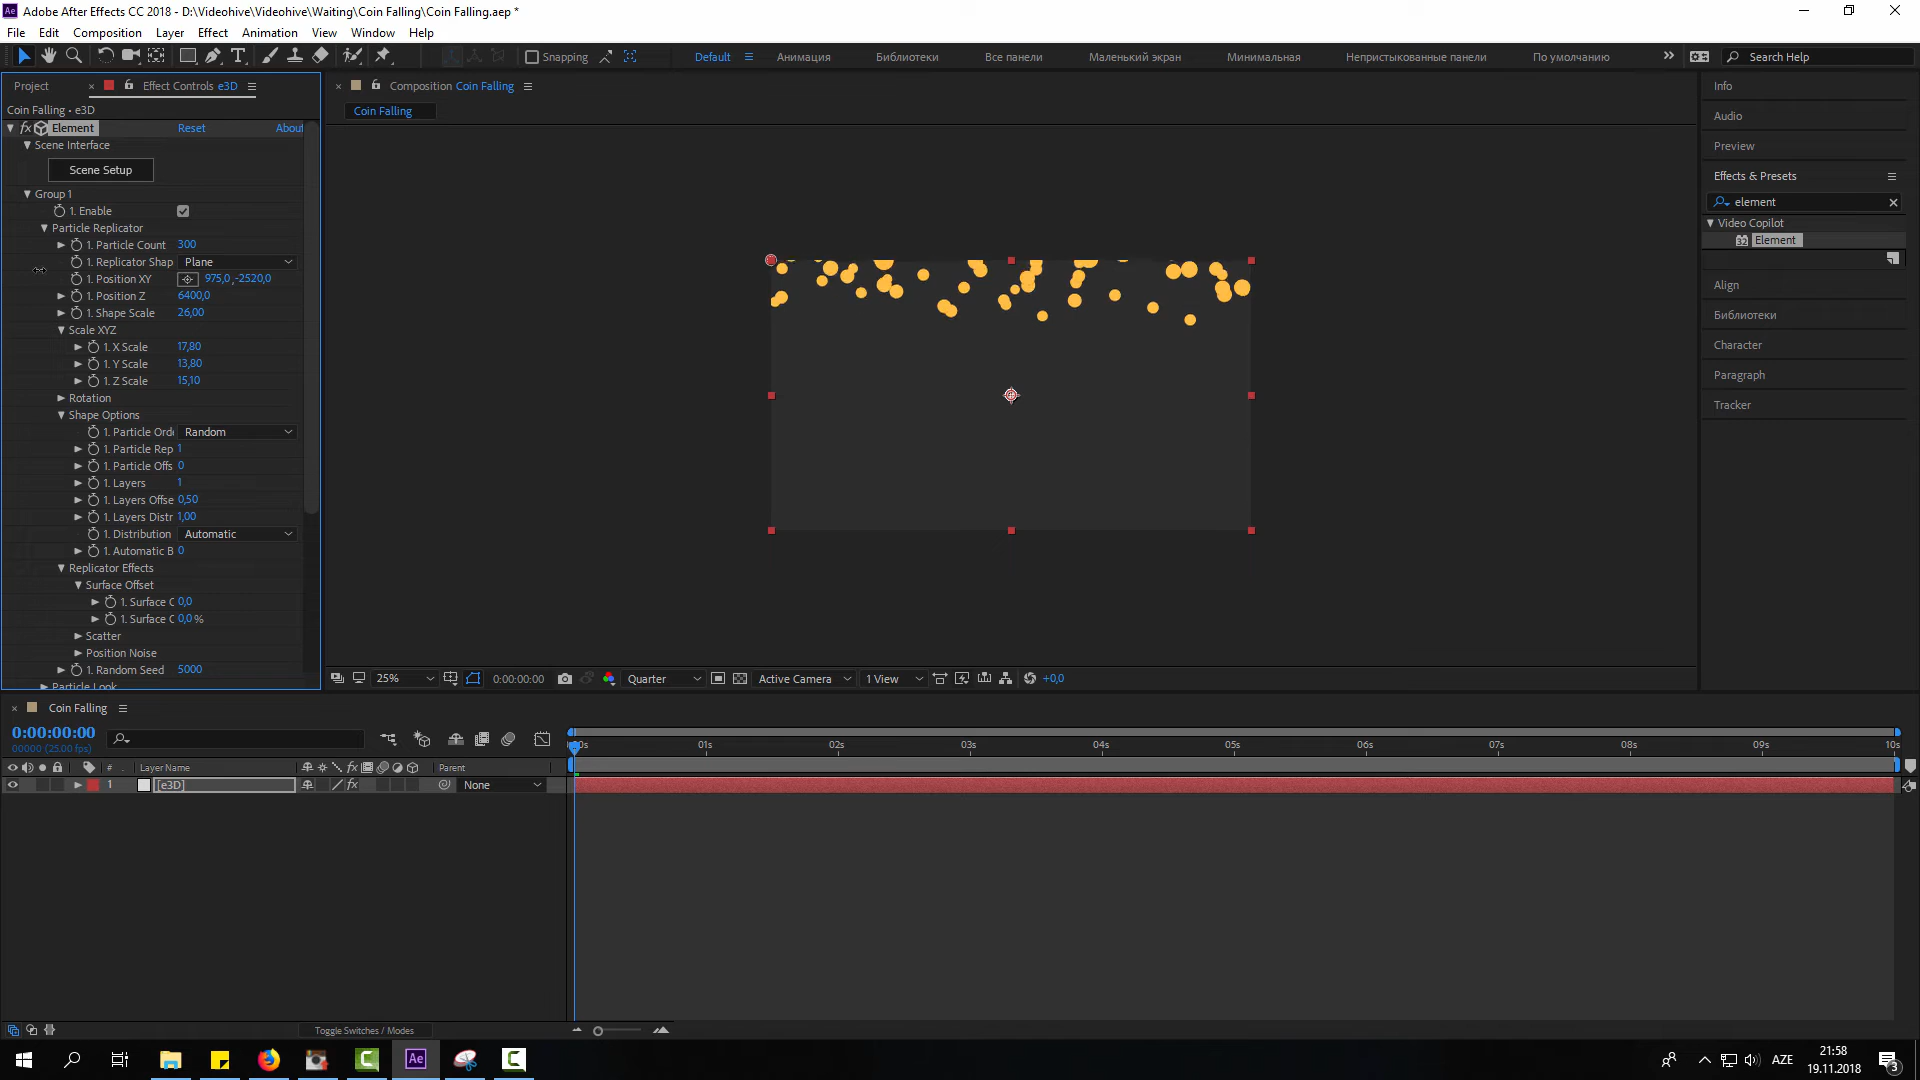 Adobe After Effects CC 2018 - D:\Videohive\Videohive\Waiting\Coin Falling\Coin Falling.aep *
File Edit Composition Layer Effect Animation View Window Help
Snapping Default Анимация Библиотеки Все панели Маленький экран Минимальная Непристыкованные панели По умолчанию Search Help
Project Effect Controls e3D
Composition Coin Falling
Info
Coin Falling • e3D
Coin Falling
Audio
fx Element Reset About
Scene Interface
Preview
Scene Setup
Effects & Presets
Group 1
element
1. Enable
Particle Replicator
Video Copilot
1. Particle Count 300
Element
1. Replicator Shap Plane
1. Position XY 975,0 ,-2520,0
1. Position Z 6400,0
Align
1. Shape Scale 26,00
Библиотеки
Scale XYZ
1. X Scale 17,80
Character
1. Y Scale 13,80
Paragraph
1. Z Scale 15,10
Rotation
Tracker
Shape Options
1. Particle Ord Random
1. Particle Rep 1
1. Particle Offs 0
1. Layers 1
1. Layers Offse 0,50
1. Layers Distr 1,00
1. Distribution Automatic
1. Automatic B 0
Replicator Effects
Surface Offset
1. Surface C 0,0
1. Surface C 0,0 %
Scatter
Position Noise
1. Random Seed 5000
Particle Look
25% 0:00:00:00 Quarter Active Camera 1 View +0,0
Coin Falling
0:00:00:00
00000 (25.00 fps)
01s 02s 03s 04s 05s 06s 07s 08s 09s 10s
# Layer Name fx Parent
1 [e3D] fx None
Toggle Switches / Modes
Ae
AZE
21:58
19.11.2018
3